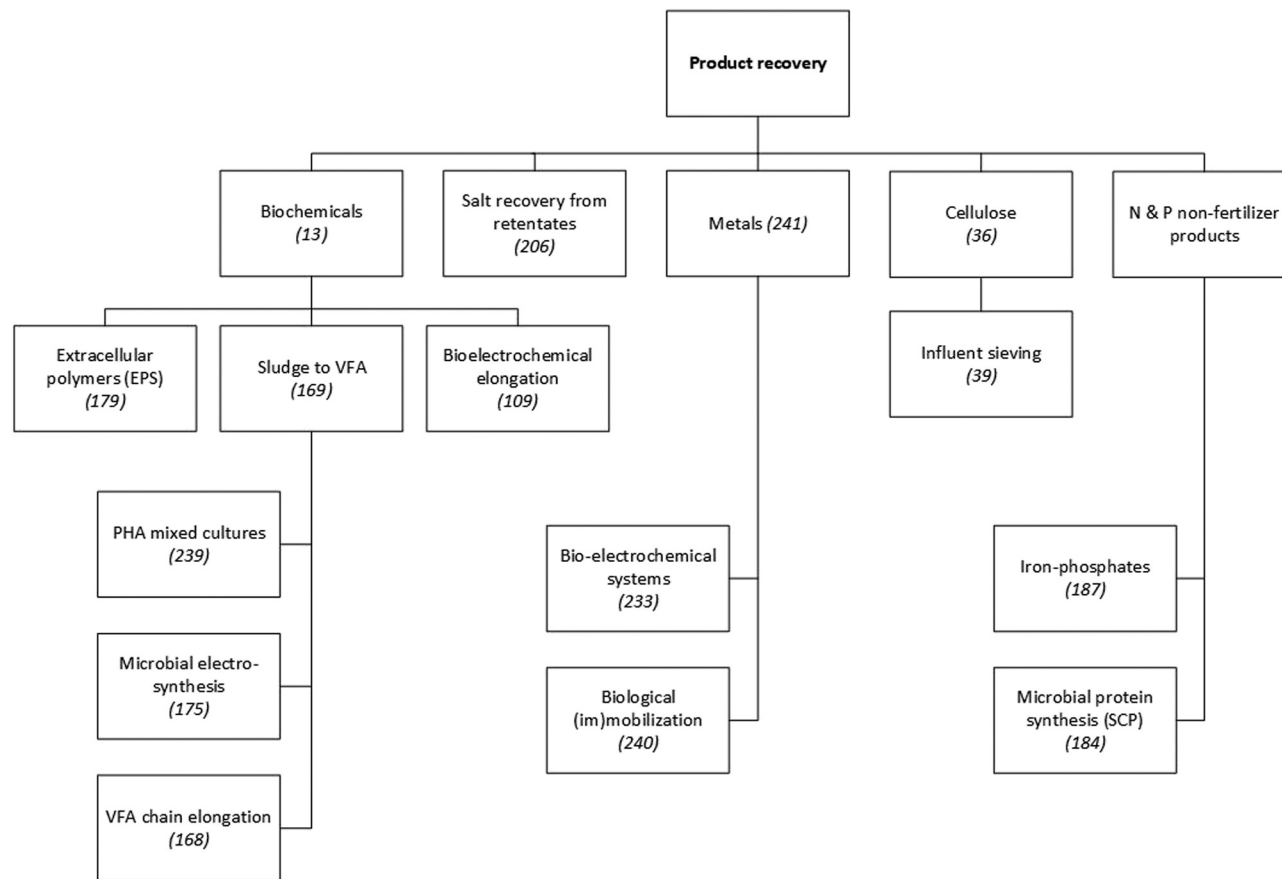 Product recovery
Biochemicals
(13)
Salt recovery from
retentates
(206)
Metals (241)
Cellulose
(36)
N & P non-fertilizer
products
Extracellular
polymers (EPS)
(179)
Sludge to VFA
(169)
Bioelectrochemical
elongation
(109)
Influent sieving
(39)
PHA mixed cultures
(239)
Microbial electro-
synthesis
(175)
VFA chain elongation
(168)
Bio-electrochemical
systems
(233)
Biological
(im)mobilization
(240)
Iron-phosphates
(187)
Microbial protein
synthesis (SCP)
(184)